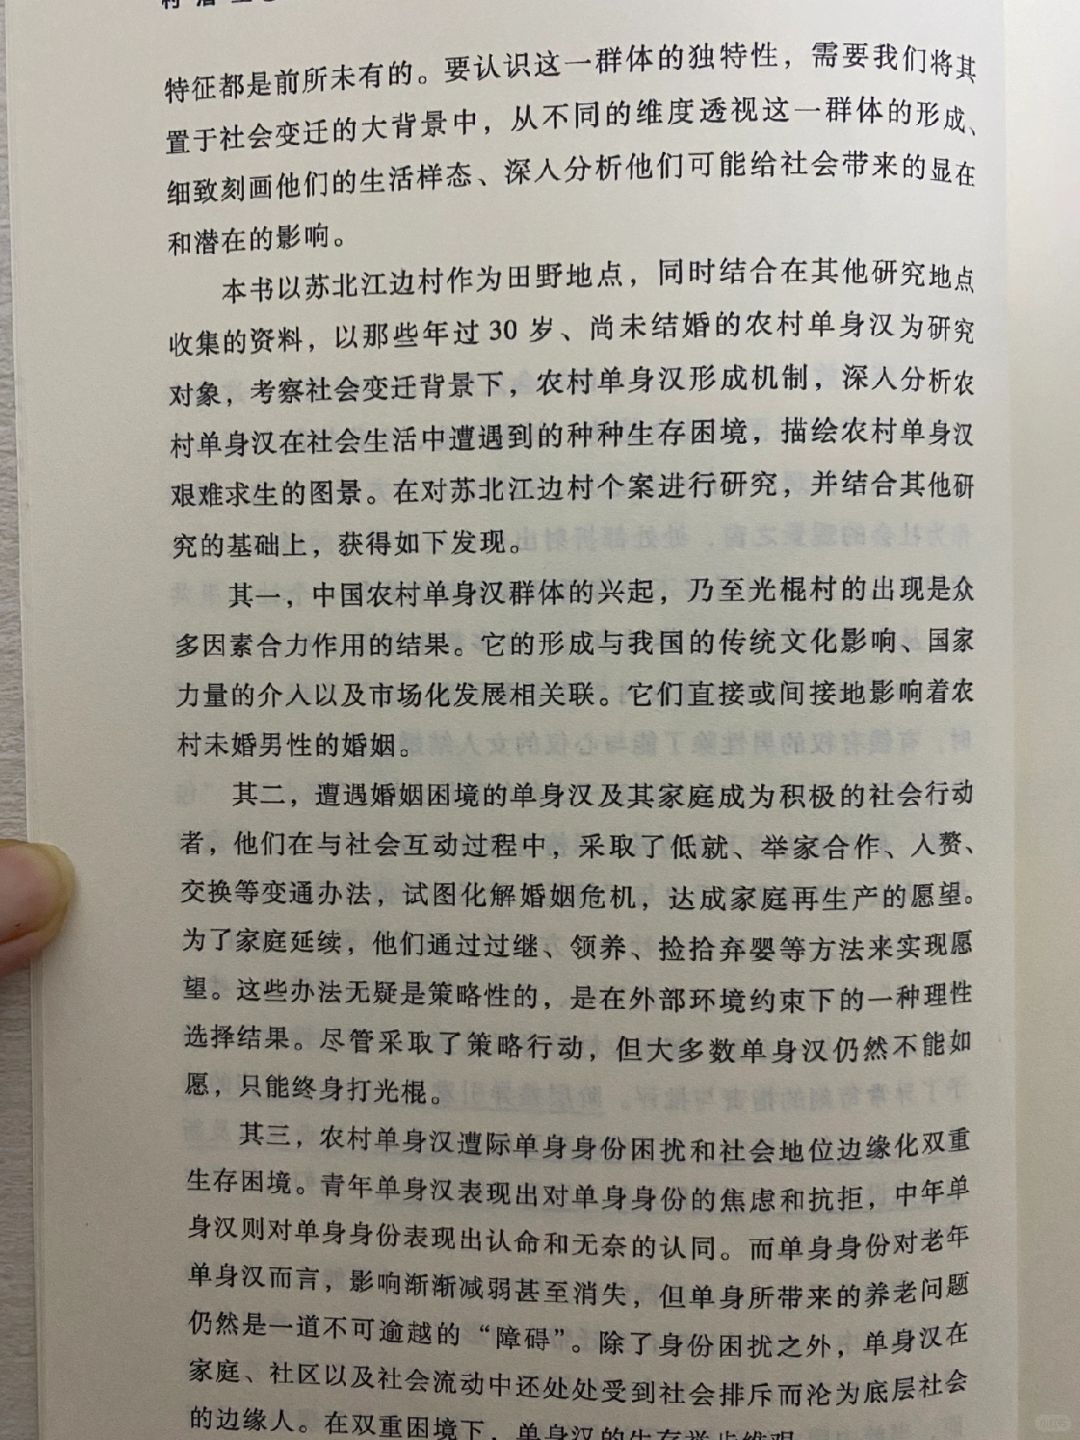 特征都是前所未有的。要认识这一群体的独特性，需要我们将其
置于社会变迁的大背景中，从不同的维度透视这一群体的形成、
细致刻画他们的生活样态、深入分析他们可能给社会带来的显在
和潜在的影响。
本书以苏北江边村作为田野地点，同时结合在其他研究地点
收集的资料，以那些年过 30 岁、尚未结婚的农村单身汉为研究
对象，考察社会变迁背景下，农村单身汉形成机制，深入分析农
村单身汉在社会生活中遭遇到的种种生存困境，描绘农村单身汉
艰难求生的图景。在对苏北江边村个案进行研究，并结合其他研
究的基础上，获得如下发现。
其一，中国农村单身汉群体的兴起，乃至光棍村的出现是众
多因素合力作用的结果。它的形成与我国的传统文化影响、国家
力量的介入以及市场化发展相关联。它们直接或间接地影响着农
村未婚男性的婚姻。
其二，遭遇婚姻困境的单身汉及其家庭成为积极的社会行动
者，他们在与社会互动过程中，采取了低就、举家合作、入赘、
交换等变通办法，试图化解婚姻危机，达成家庭再生产的愿望。
为了家庭延续，他们通过过继、领养、捡拾弃婴等方法来实现愿
望。这些办法无疑是策略性的，是在外部环境约束下的一种理性
选择结果。尽管采取了策略行动，但大多数单身汉仍然不能如
愿，只能终身打光棍。
其三，农村单身汉遭际单身身份困扰和社会地位边缘化双重
生存困境。青年单身汉表现出对单身身份的焦虑和抗拒，中年单
身汉则对单身身份表现出认命和无奈的认同。而单身身份对老年
单身汉而言，影响渐渐减弱甚至消失，但单身所带来的养老问题
仍然是一道不可逾越的“障碍”。除了身份困扰之外，单身汉在
家庭、社区以及社会流动中还处处受到社会排斥而沦为底层社会
的边缘人。在双重困境下，单身汉的生存举步维艰